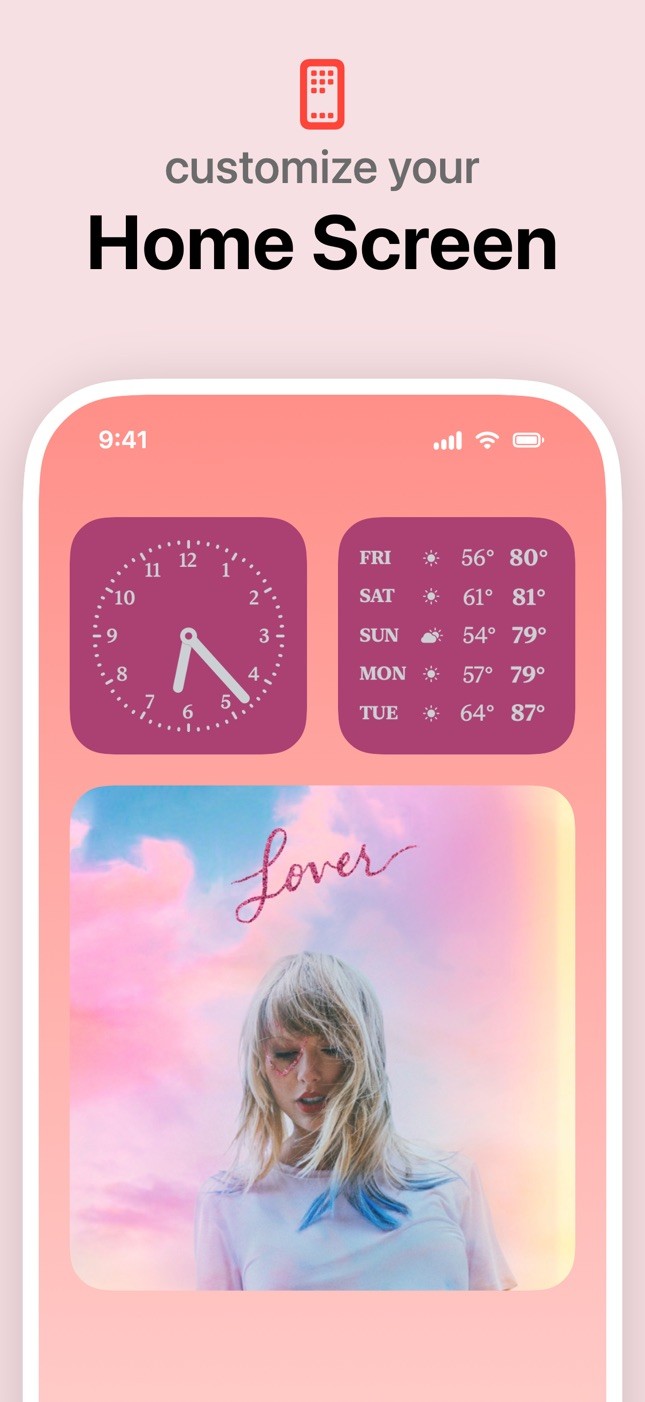 customize your
Home Screen
9:41
12
11 1
10 2
9 3
8 4
7 5
6
FRI 56° 80°
SAT 61° 81°
SUN 54° 79°
MON 57° 79°
TUE 64° 87°
Lover